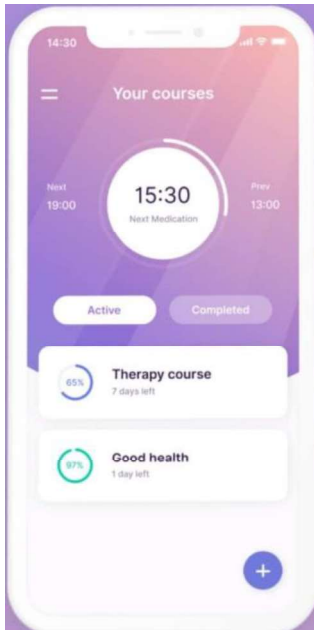 14:30
Your courses
Next
19:00
15:30
Next Medication
Prev
13:00
Active
Completed
65%
Therapy course
7 days left
97%
Good health
1 day left
+